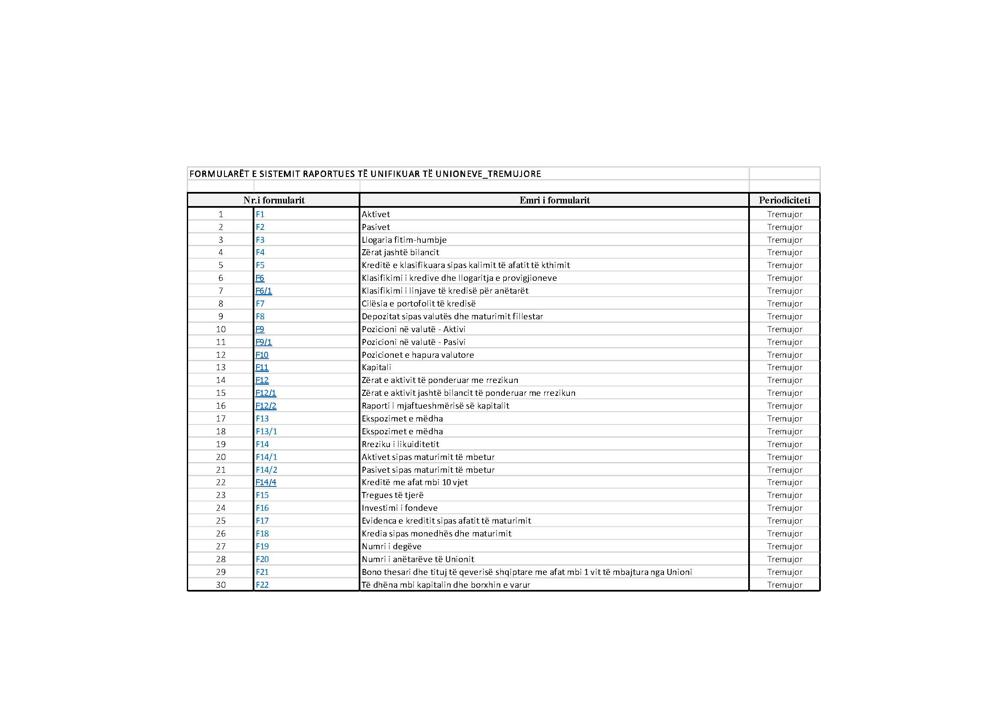 FORMULARËT E SISTEMIT RAPORTUES TË UNIFIKUAR TË UNIONEVE_TREMUJORE
Nr.i formularit Emri i formularit Periodiciteti
1 F1 Aktivet Tremujor
2 F2 Pasivet Tremujor
3 F3 Llogaria fitim-humbje Tremujor
4 F4 Zërat jashtë bilancit Tremujor
5 F5 Kreditë e klasifikuara sipas kalimit të afatit të kthimit Tremujor
6 F6 Klasifikimi i kredive dhe llogaritja e provigjioneve Tremujor
7 F6/1 Klasifikimi i linjave të kredisë për anëtarët Tremujor
8 F7 Cilësia e portofolit të kredisë Tremujor
9 F8 Depozitat sipas valutës dhe maturimit fillestar Tremujor
10 F9 Pozicioni në valutë - Aktivi Tremujor
11 F9/1 Pozicioni në valutë - Pasivi Tremujor
12 F10 Pozicionet e hapura valutore Tremujor
13 F11 Kapitali Tremujor
14 F12 Zërat e aktivit të ponderuar me rrezikun Tremujor
15 F12/1 Zërat e aktivit jashtë bilancit të ponderuar me rrezikun Tremujor
16 F12/2 Raporti i mjaftueshmërisë së kapitalit Tremujor
17 F13 Ekspozimet e mëdha Tremujor
18 F13/1 Ekspozimet e mëdha Tremujor
19 F14 Rreziku i likuiditetit Tremujor
20 F14/1 Aktivet sipas maturimit të mbetur Tremujor
21 F14/2 Pasivet sipas maturimit të mbetur Tremujor
22 F14/4 Kreditë me afat mbi 10 vjet Tremujor
23 F15 Tregues të tjerë Tremujor
24 F16 Investimi i fondeve Tremujor
25 F17 Evidenca e kreditit sipas afatit të maturimit Tremujor
26 F18 Kredia sipas monedhës dhe maturimit Tremujor
27 F19 Numri i degëve Tremujor
28 F20 Numri i anëtarëve të Unionit Tremujor
29 F21 Bono thesari dhe tituj të qeverisë shqiptare me afat mbi 1 vit të mbajtura nga Unioni Tremujor
30 F22 Të dhëna mbi kapitalin dhe borxhin e varur Tremujor